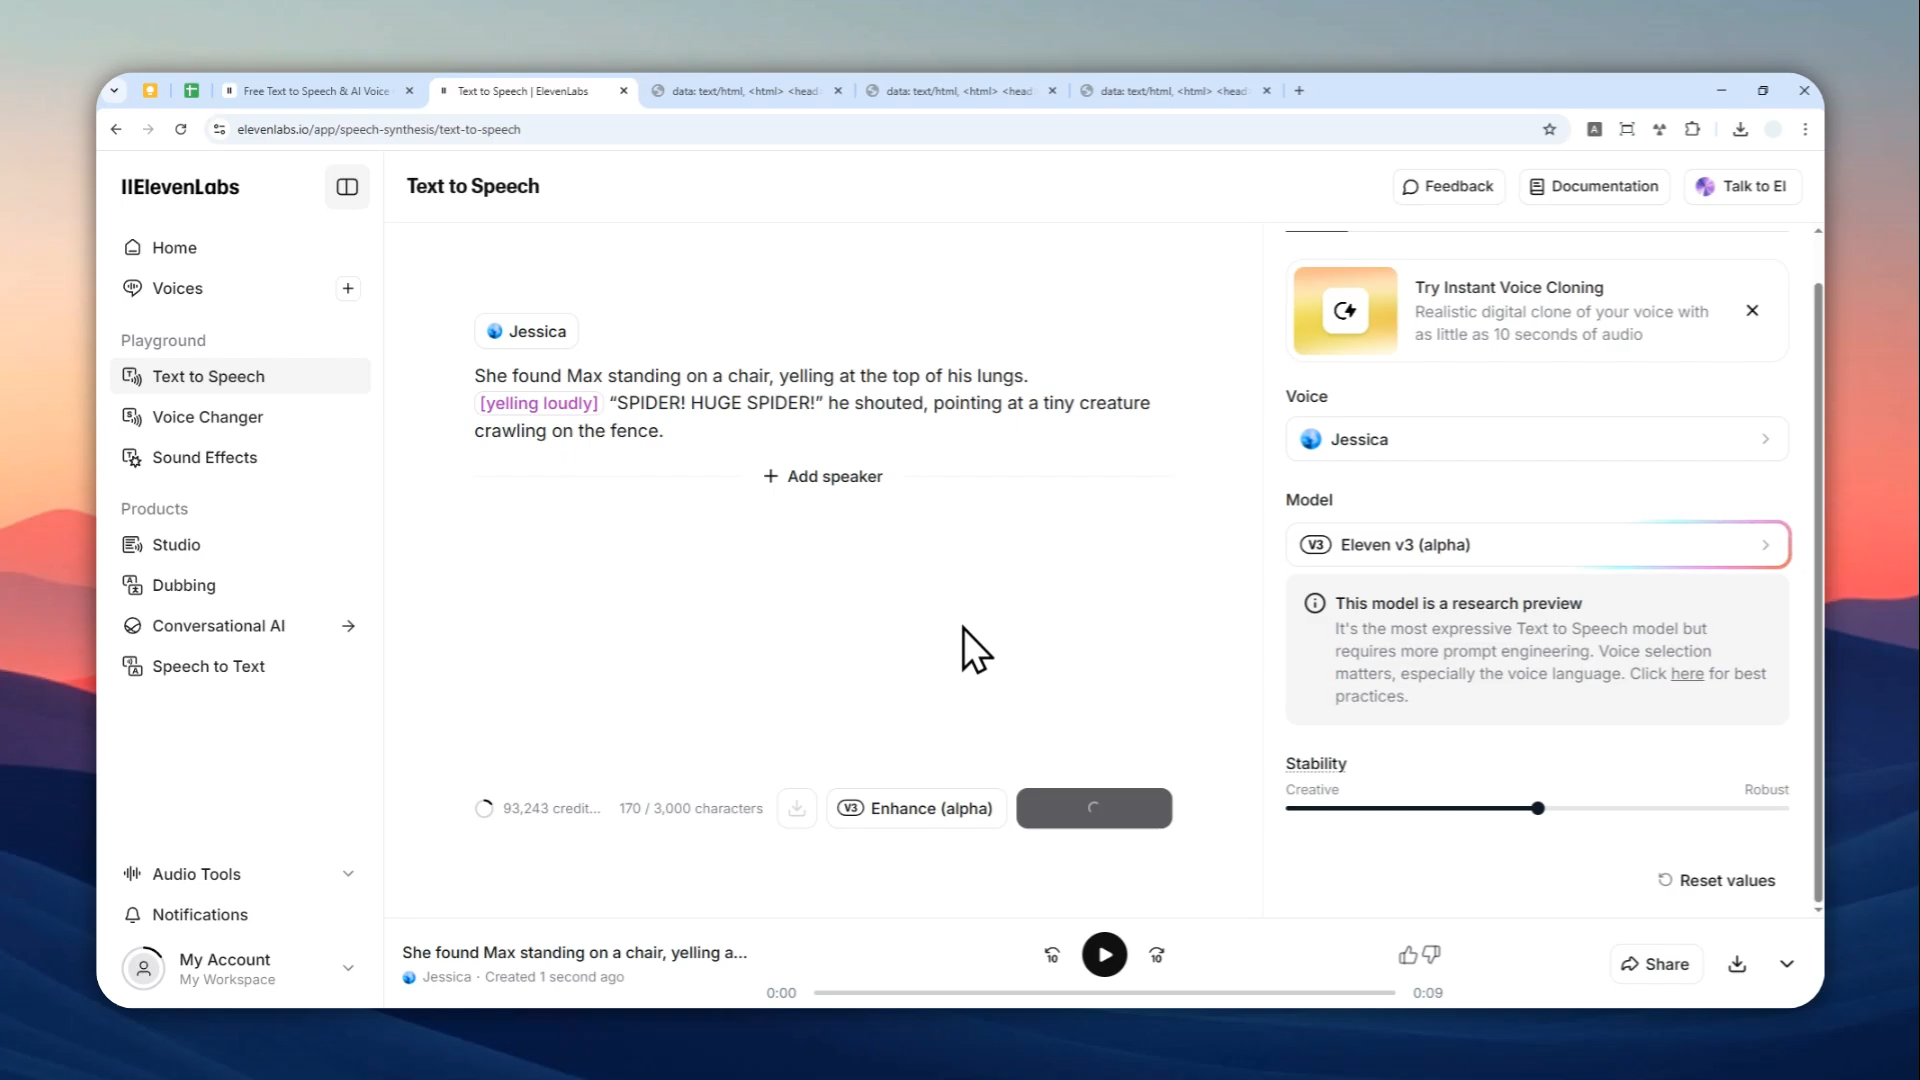 Free Text to Speech & AI Voice
Text to Speech | ElevenLabs
data: text/html, <html> <head
data: text/html, <html> <head
data: text/html, <html> <head
elevenlabs.io/app/speech-synthesis/text-to-speech
IIElevenLabs
Text to Speech
Feedback
Documentation
Talk to El
Home
Voices
Playground
Text to Speech
Voice Changer
Sound Effects
Products
Studio
Dubbing
Conversational AI
Speech to Text
Audio Tools
Notifications
My Account
My Workspace
Jessica
She found Max standing on a chair, yelling at the top of his lungs.
[yelling loudly] “SPIDER! HUGE SPIDER!” he shouted, pointing at a tiny creature
crawling on the fence.
Add speaker
93,243 credit...
170 / 3,000 characters
V3 Enhance (alpha)
Try Instant Voice Cloning
Realistic digital clone of your voice with
as little as 10 seconds of audio
Voice
Jessica
Model
V3 Eleven v3 (alpha)
This model is a research preview
It's the most expressive Text to Speech model but
requires more prompt engineering. Voice selection
matters, especially the voice language. Click here for best
practices.
Stability
Creative
Robust
Reset values
She found Max standing on a chair, yelling a...
Jessica · Created 1 second ago
10
10
0:00
0:09
Share